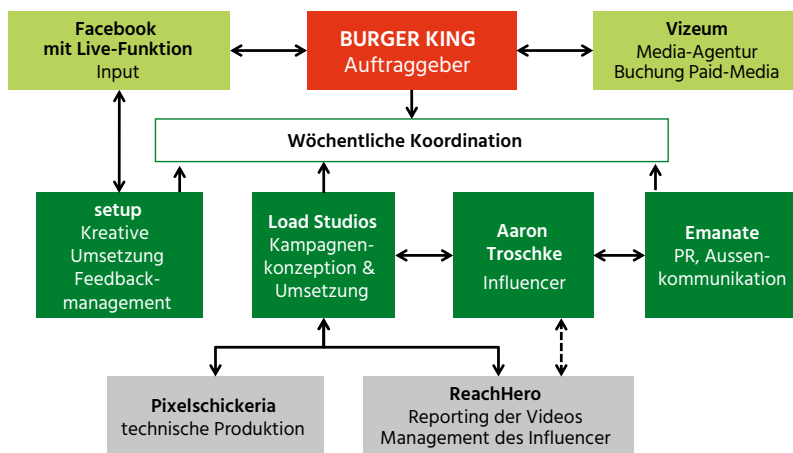 Facebook
mit Live-Funktion
Input
BURGER KING
Auftraggeber
Vizeum
Media-Agentur
Buchung Paid-Media
Wöchentliche Koordination
setup
Kreative
Umsetzung
Feedback-
management
Load Studios
Kampagnen-
konzeption &
Umsetzung
Aaron
Troschke
Influencer
Emanate
PR, Aussen-
kommunikation
Pixelschickeria
technische Produktion
ReachHero
Reporting der Videos
Management des Influencer